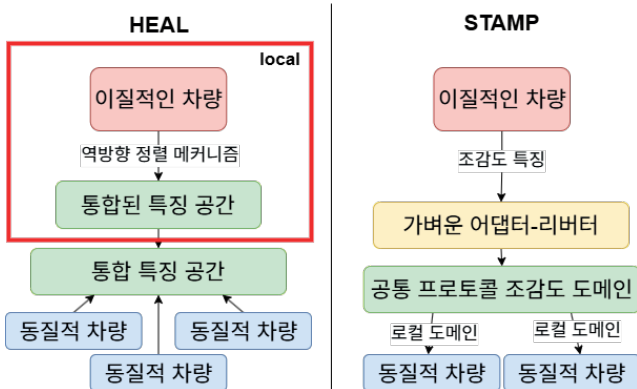 HEAL
local
이질적인 차량
역방향 정렬 메커니즘
통합된 특징 공간
통합 특징 공간
동질적 차량
동질적 차량
동질적 차량
STAMP
이질적인 차량
조감도 특징
가벼운 어댑터-리버터
공통 프로토콜 조감도 도메인
로컬 도메인
로컬 도메인
동질적 차량
동질적 차량